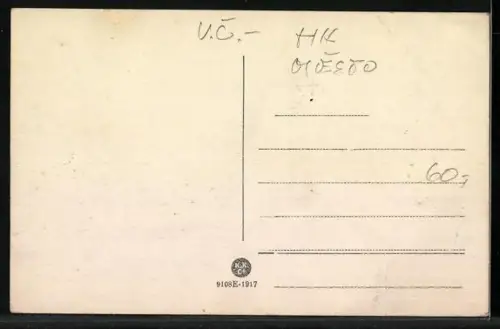 V.Č.- HK
MĚSTO
60,-
9108E-1917